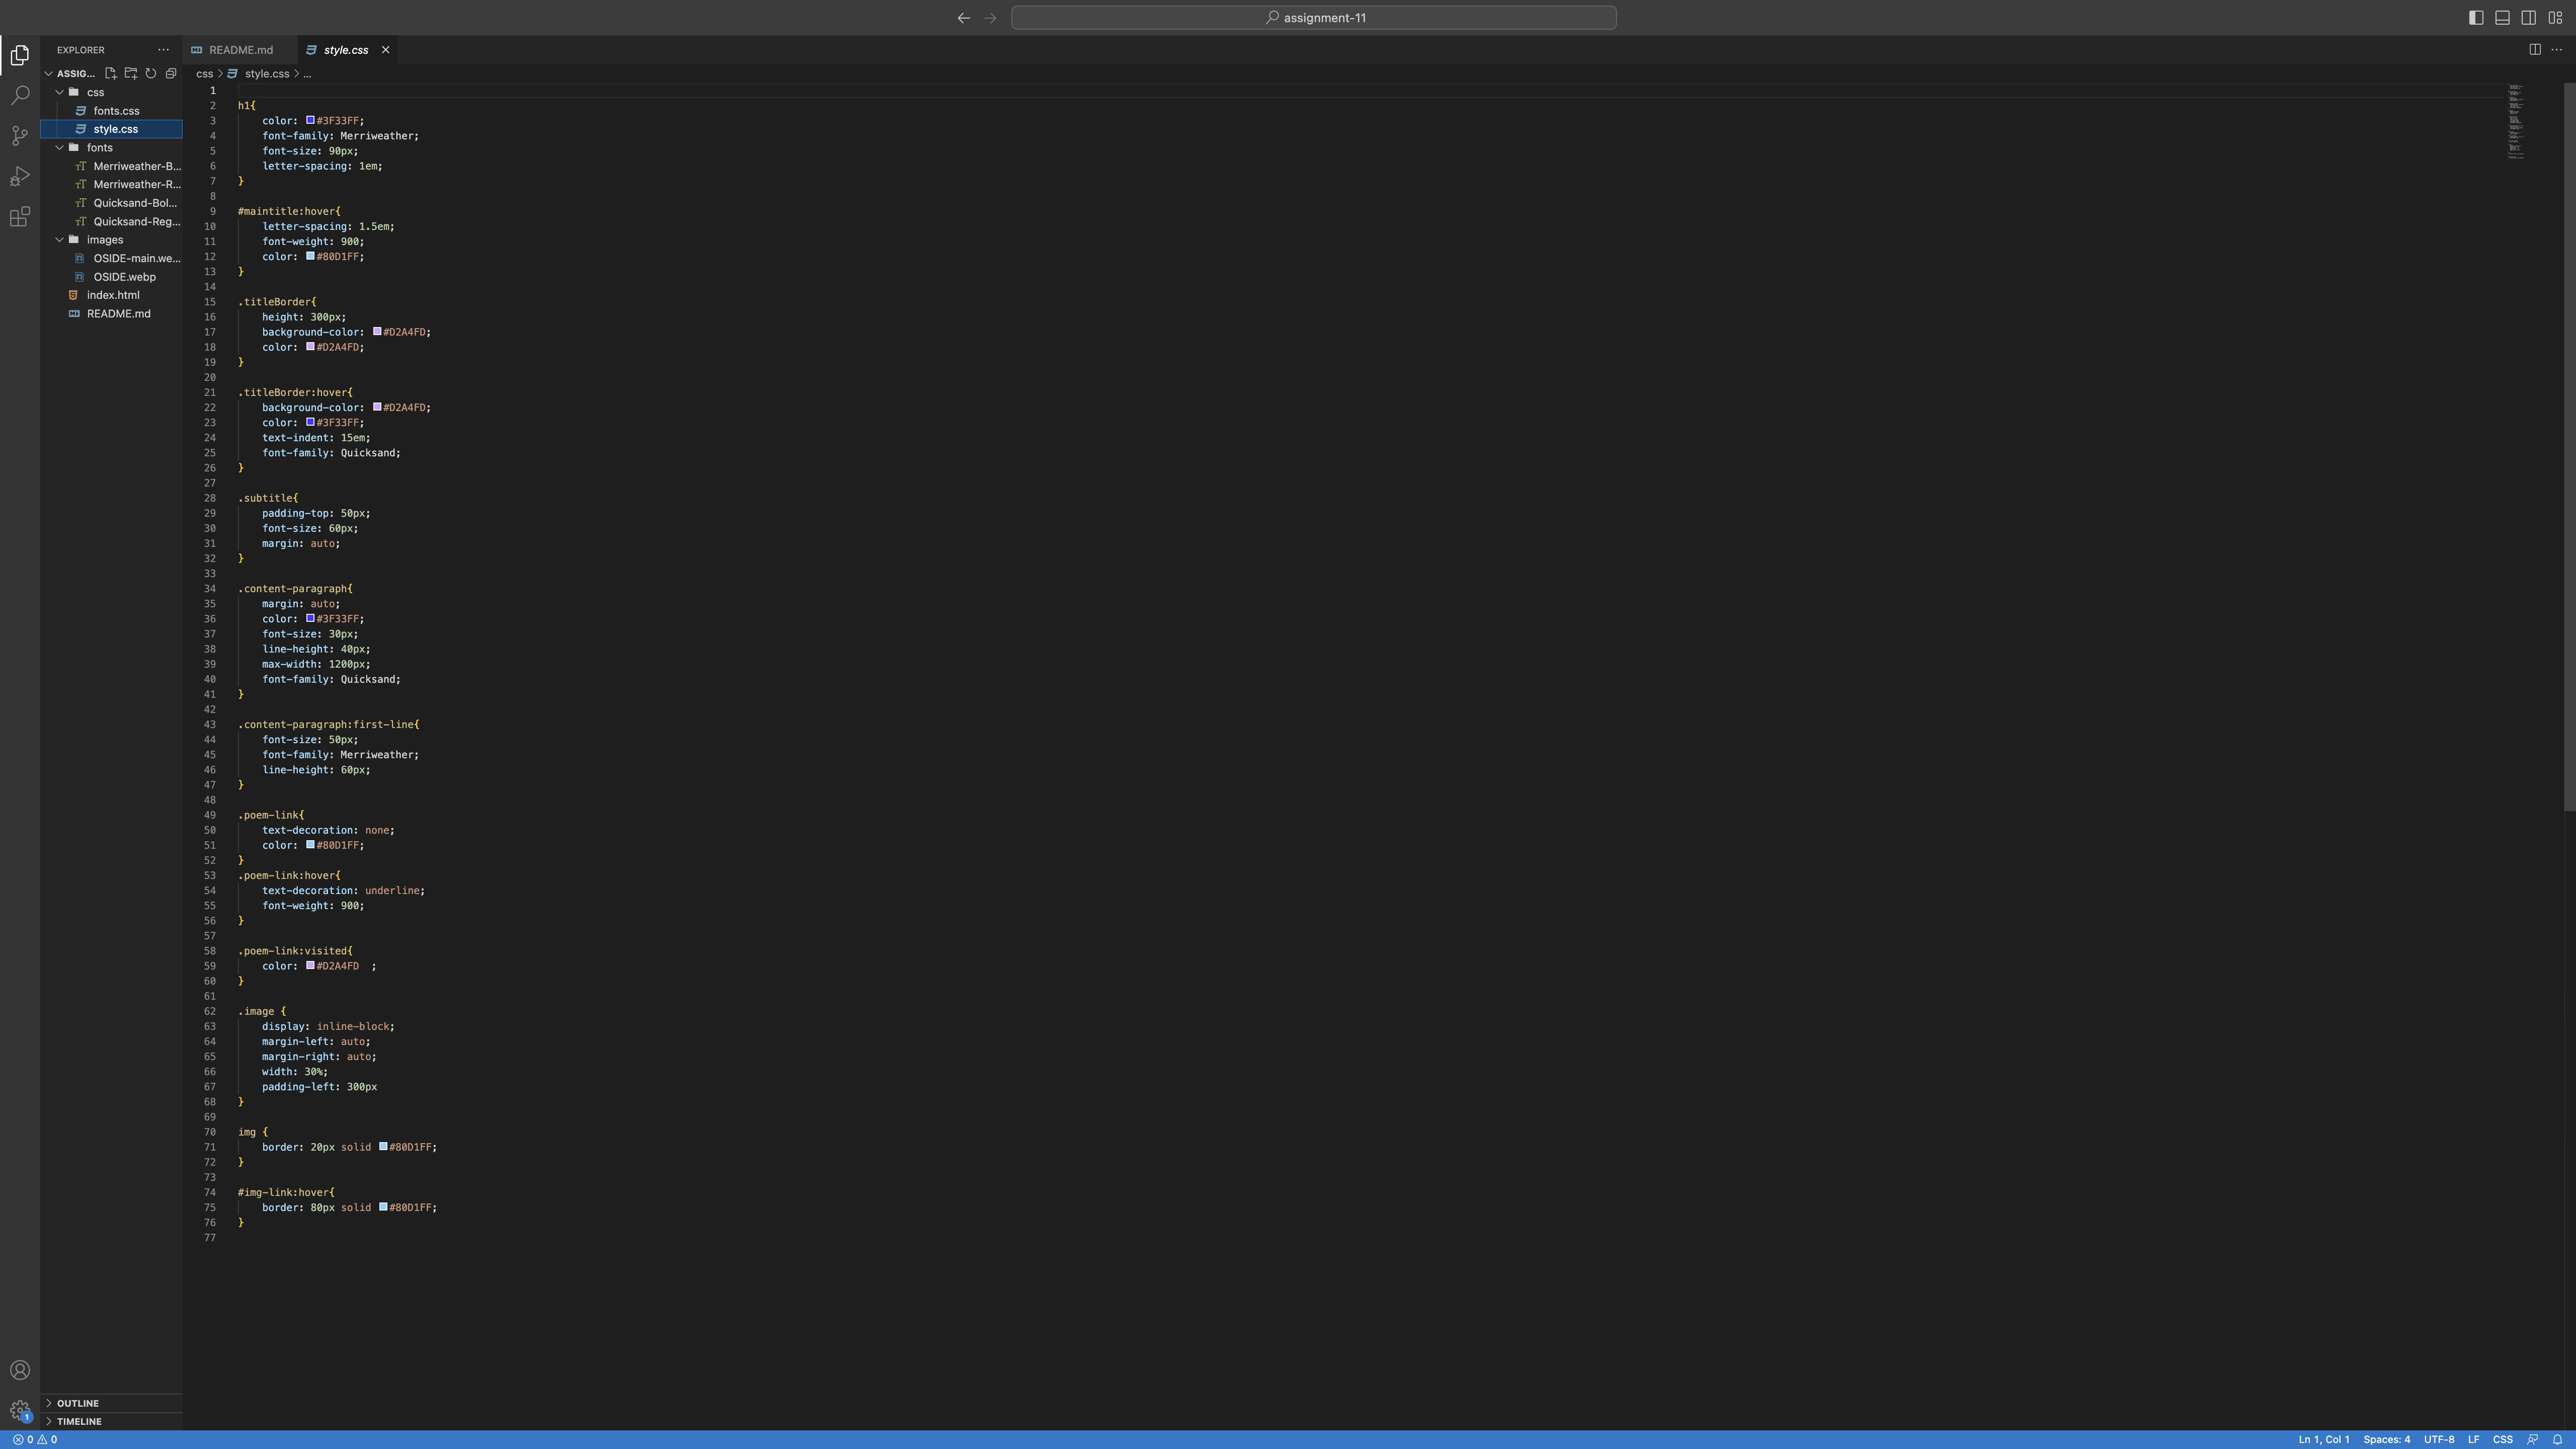 assignment-11
EXPLORER
README.md
style.css
ASSIG...
css > style.css > ...
css
fonts.css
style.css
fonts
Merriweather-B...
Merriweather-R...
Quicksand-Bol...
Quicksand-Reg...
images
OSIDE-main.we...
OSIDE.webp
index.html
README.md
1
2 h1{
3 color: #3F33FF;
4 font-family: Merriweather;
5 font-size: 90px;
6 letter-spacing: 1em;
7 }
8
9 #maintitle:hover{
10 letter-spacing: 1.5em;
11 font-weight: 900;
12 color: #80D1FF;
13 }
14
15 .titleBorder{
16 height: 300px;
17 background-color: #D2A4FD;
18 color: #D2A4FD;
19 }
20
21 .titleBorder:hover{
22 background-color: #D2A4FD;
23 color: #3F33FF;
24 text-indent: 15em;
25 font-family: Quicksand;
26 }
27
28 .subtitle{
29 padding-top: 50px;
30 font-size: 60px;
31 margin: auto;
32 }
33
34 .content-paragraph{
35 margin: auto;
36 color: #3F33FF;
37 font-size: 30px;
38 line-height: 40px;
39 max-width: 1200px;
40 font-family: Quicksand;
41 }
42
43 .content-paragraph:first-line{
44 font-size: 50px;
45 font-family: Merriweather;
46 line-height: 60px;
47 }
48
49 .poem-link{
50 text-decoration: none;
51 color: #80D1FF;
52 }
53 .poem-link:hover{
54 text-decoration: underline;
55 font-weight: 900;
56 }
57
58 .poem-link:visited{
59 color: #D2A4FD  ;
60 }
61
62 .image {
63 display: inline-block;
64 margin-left: auto;
65 margin-right: auto;
66 width: 30%;
67 padding-left: 300px
68 }
69
70 img {
71 border: 20px solid #80D1FF;
72 }
73
74 #img-link:hover{
75 border: 80px solid #80D1FF;
76 }
77
OUTLINE
TIMELINE
1
0 0
Ln 1, Col 1 Spaces: 4 UTF-8 LF CSS